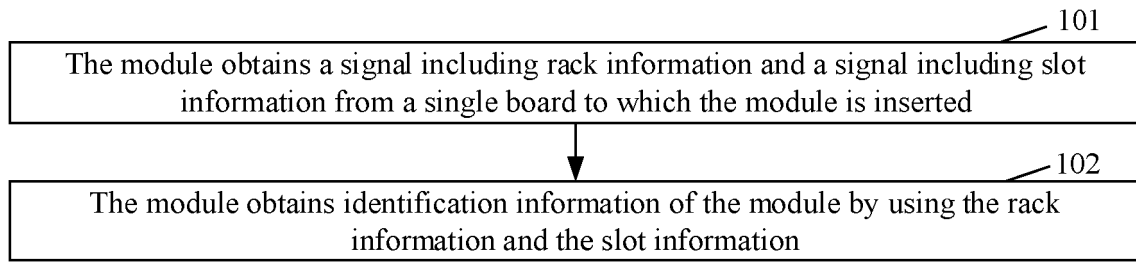 101
The module obtains a signal including rack information and a signal including slot
information from a single board to which the module is inserted
102
The module obtains identification information of the module by using the rack
information and the slot information